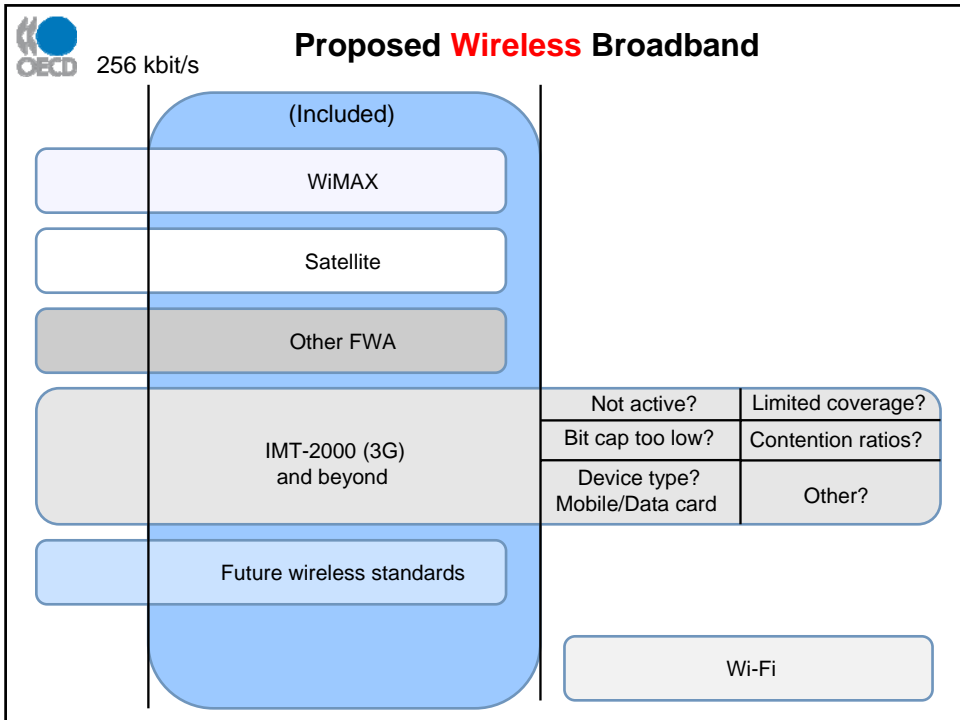 OECD
256 kbit/s
Proposed Wireless Broadband
(Included)
WiMAX
Satellite
Other FWA
IMT-2000 (3G)
and beyond
Not active?
Limited coverage?
Bit cap too low?
Contention ratios?
Device type?
Mobile/Data card
Other?
Future wireless standards
Wi-Fi